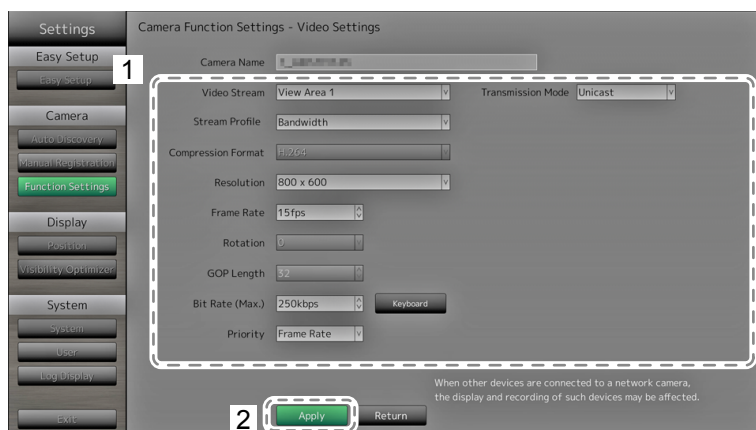 Settings
Camera Function Settings - Video Settings
Easy Setup
Easy Setup
Camera
Auto Discovery
Manual Registration
Function Settings
Display
Position
Visibility Optimizer
System
System
User
Log Display
Exit
1
Camera Name
Video Stream View Area 1 Transmission Mode Unicast
Stream Profile Bandwidth
Compression Format H.264
Resolution 800 x 600
Frame Rate 15fps
Rotation 0
GOP Length 32
Bit Rate (Max.) 250kbps Keyboard
Priority Frame Rate
When other devices are connected to a network camera,
the display and recording of such devices may be affected.
2 Apply Return